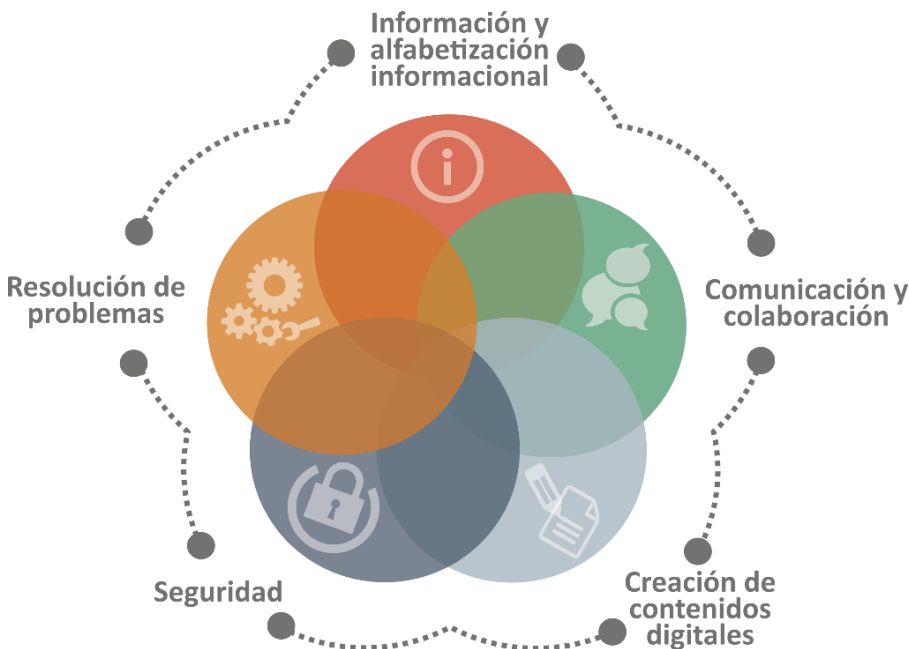 Información y
alfabetización
informacional
Resolución de
problemas
Comunicación y
colaboración
Seguridad
Creación de
contenidos
digitales